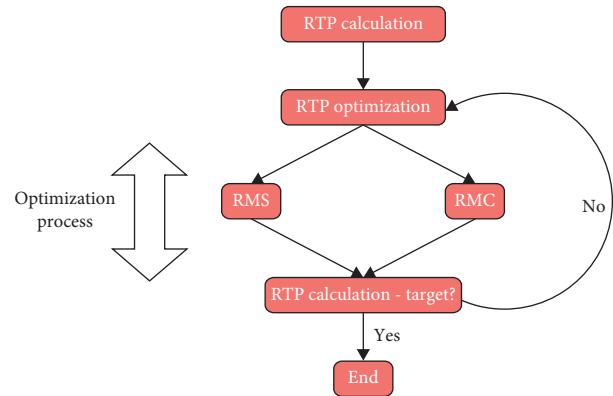 RTP calculation
RTP optimization
Optimization
process
RMS
RMC
No
RTP calculation - target?
Yes
End